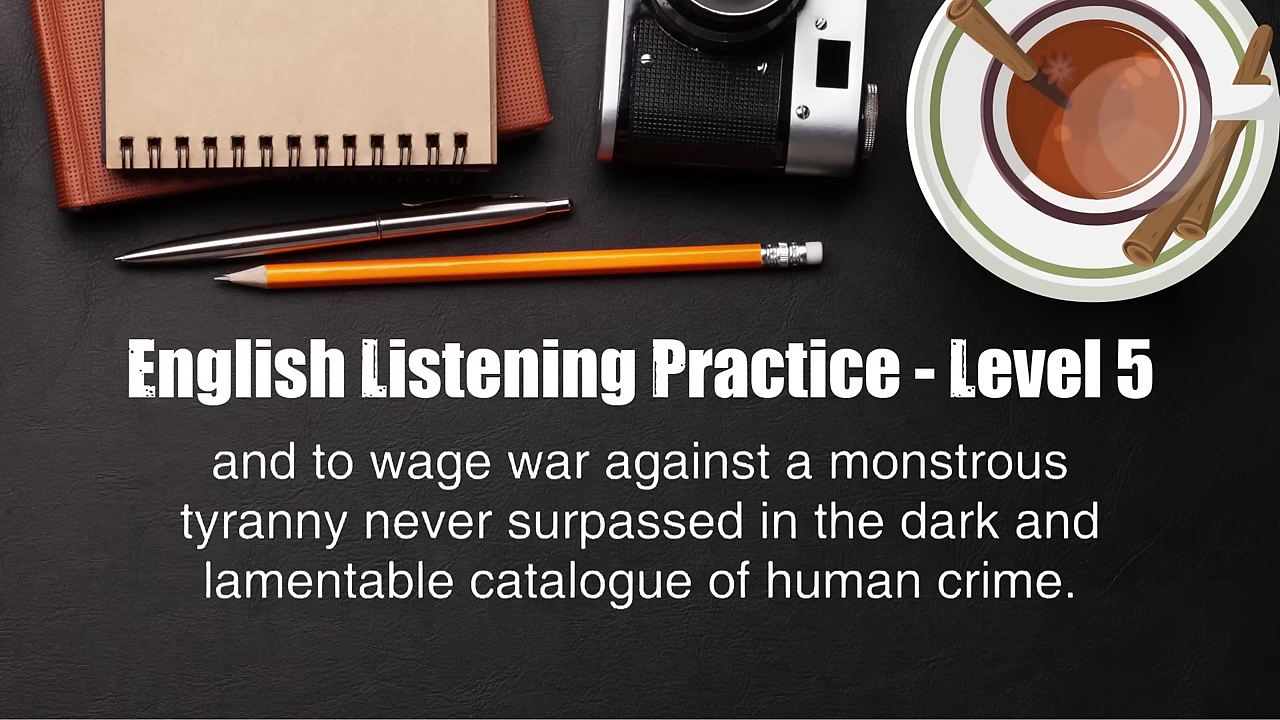 English Listening Practice - Level 5
and to wage war against a monstrous
tyranny never surpassed in the dark and
lamentable catalogue of human crime.